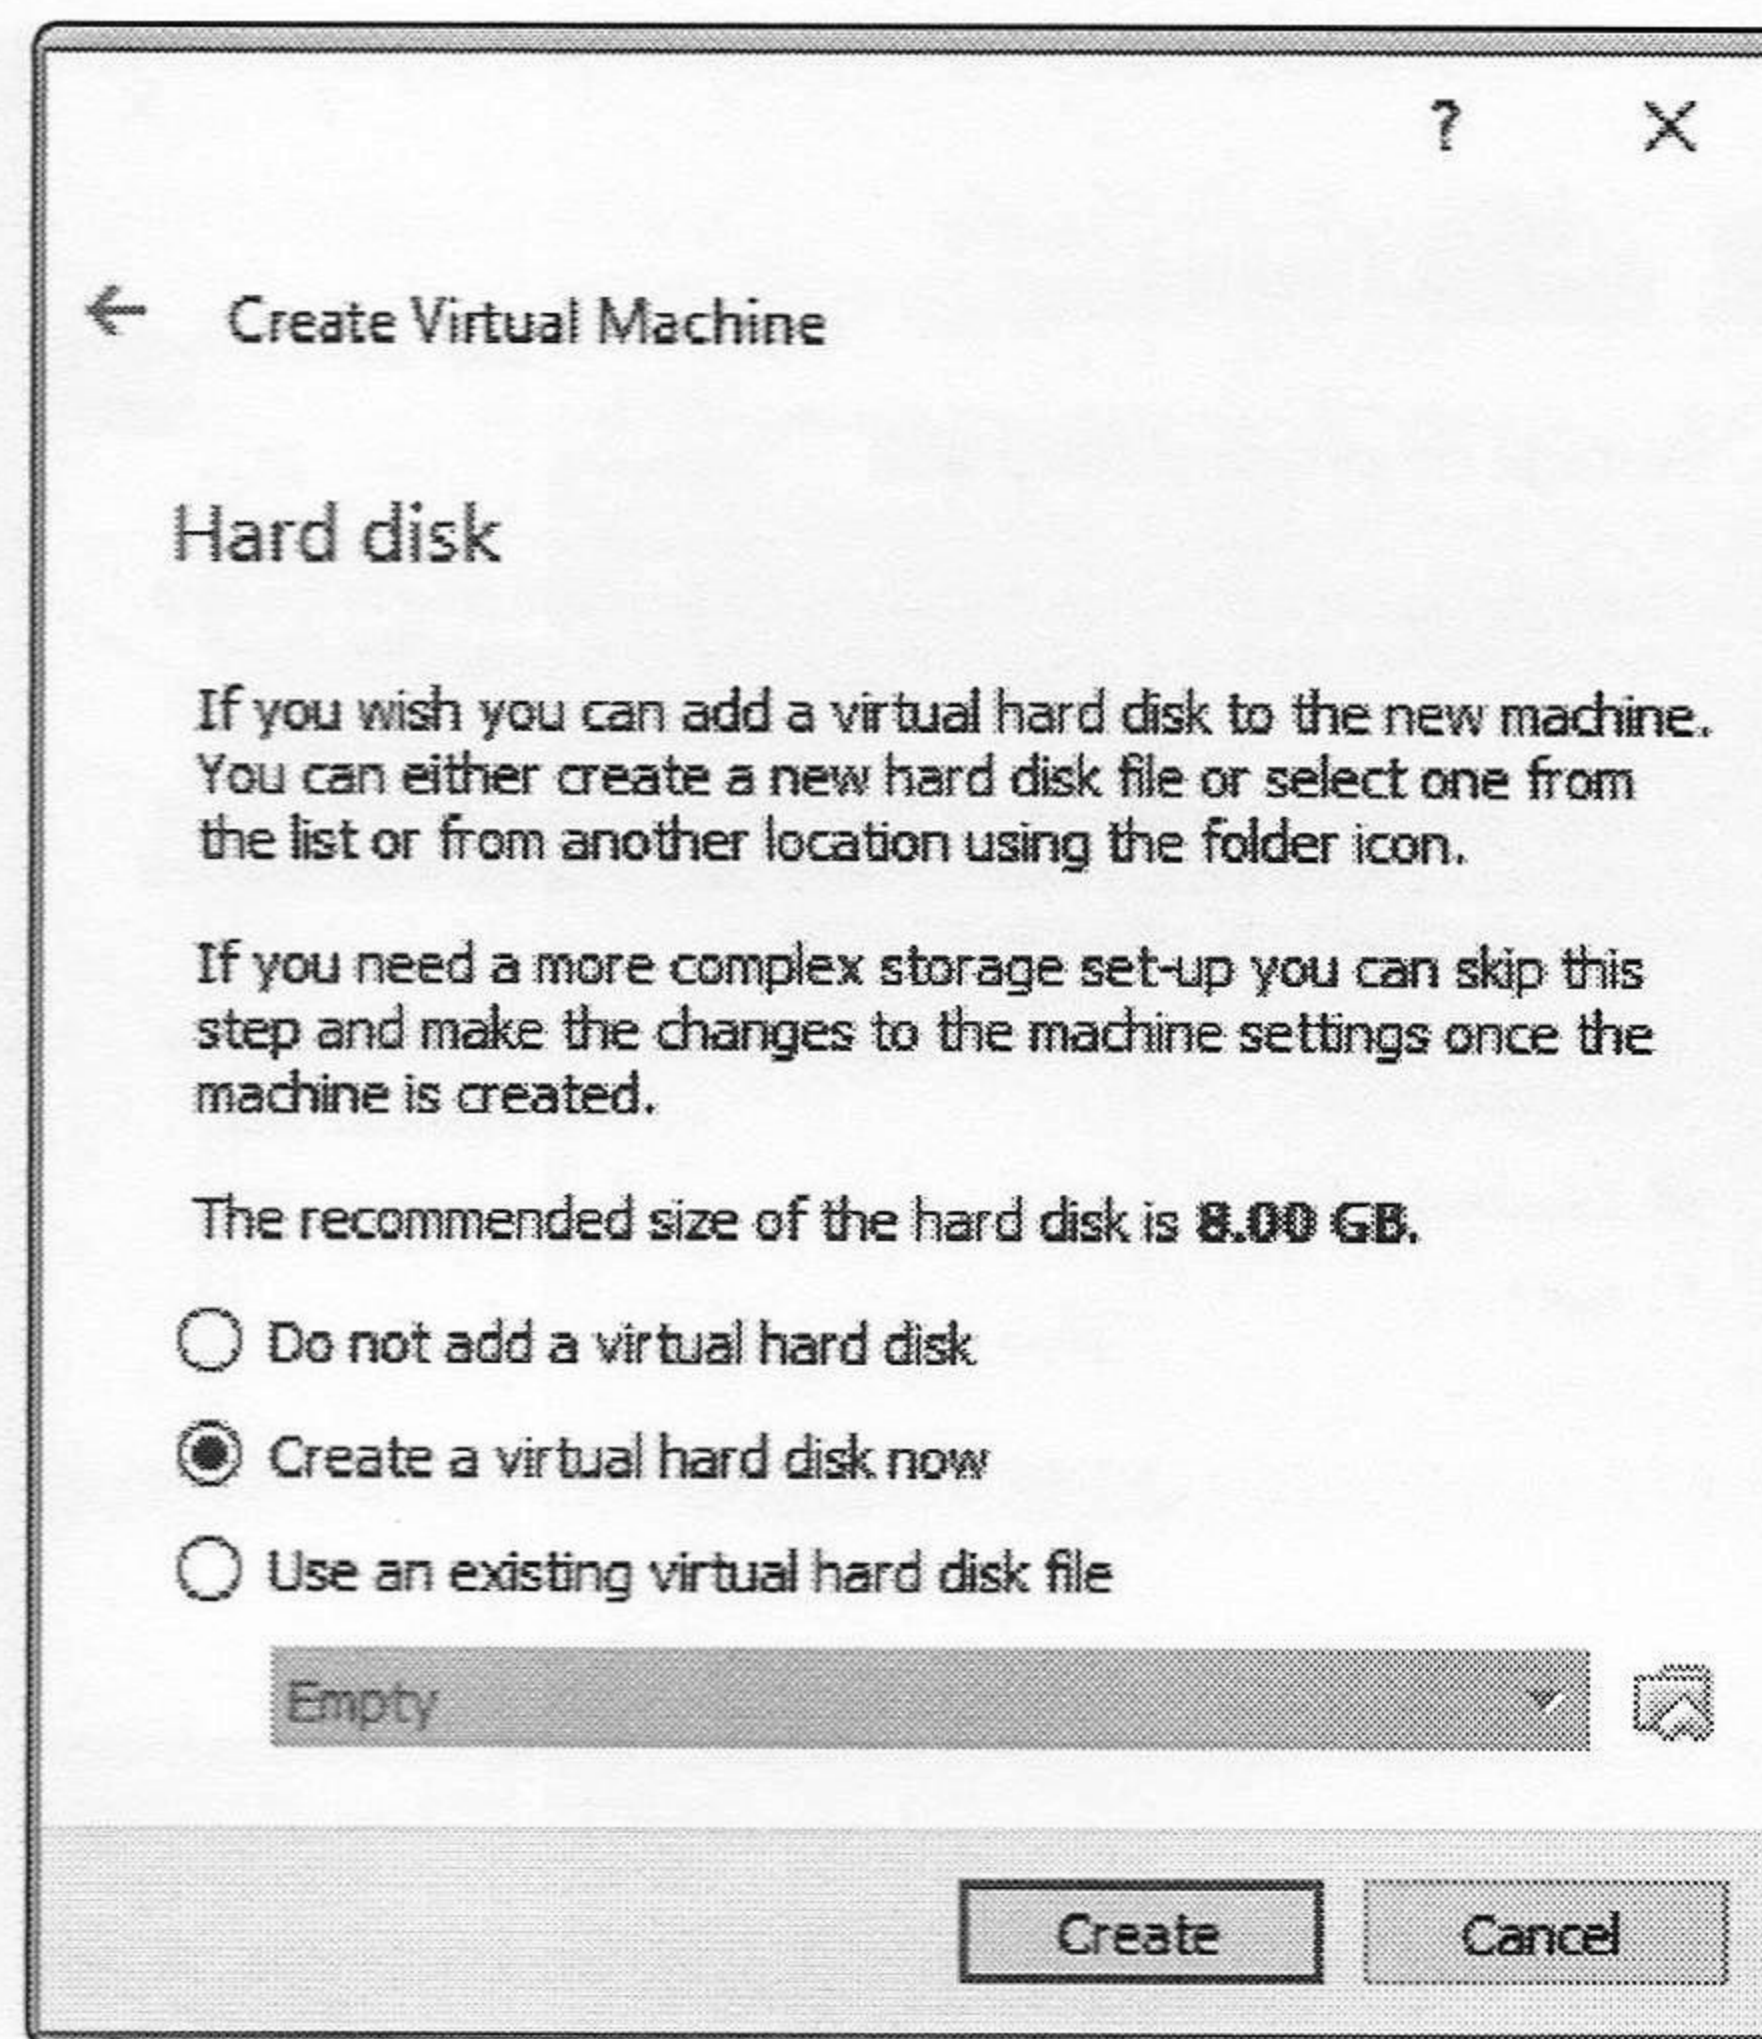 ?
Create Virtual Machine
Hard disk
If you wish you can add a virtual hard disk to the new machine.
You can either create a new hard disk file or select one from
the list or from another location using the folder icon.
If you need a more complex storage set-up you can skip this
step and make the changes to the machine settings once the
machine is created.
The recommended size of the hard disk is 8.00 GB.
Do not add a virtual hard disk
Create a virtual hard disk now
Use an existing virtual hard disk file
Empty
Create Cancel